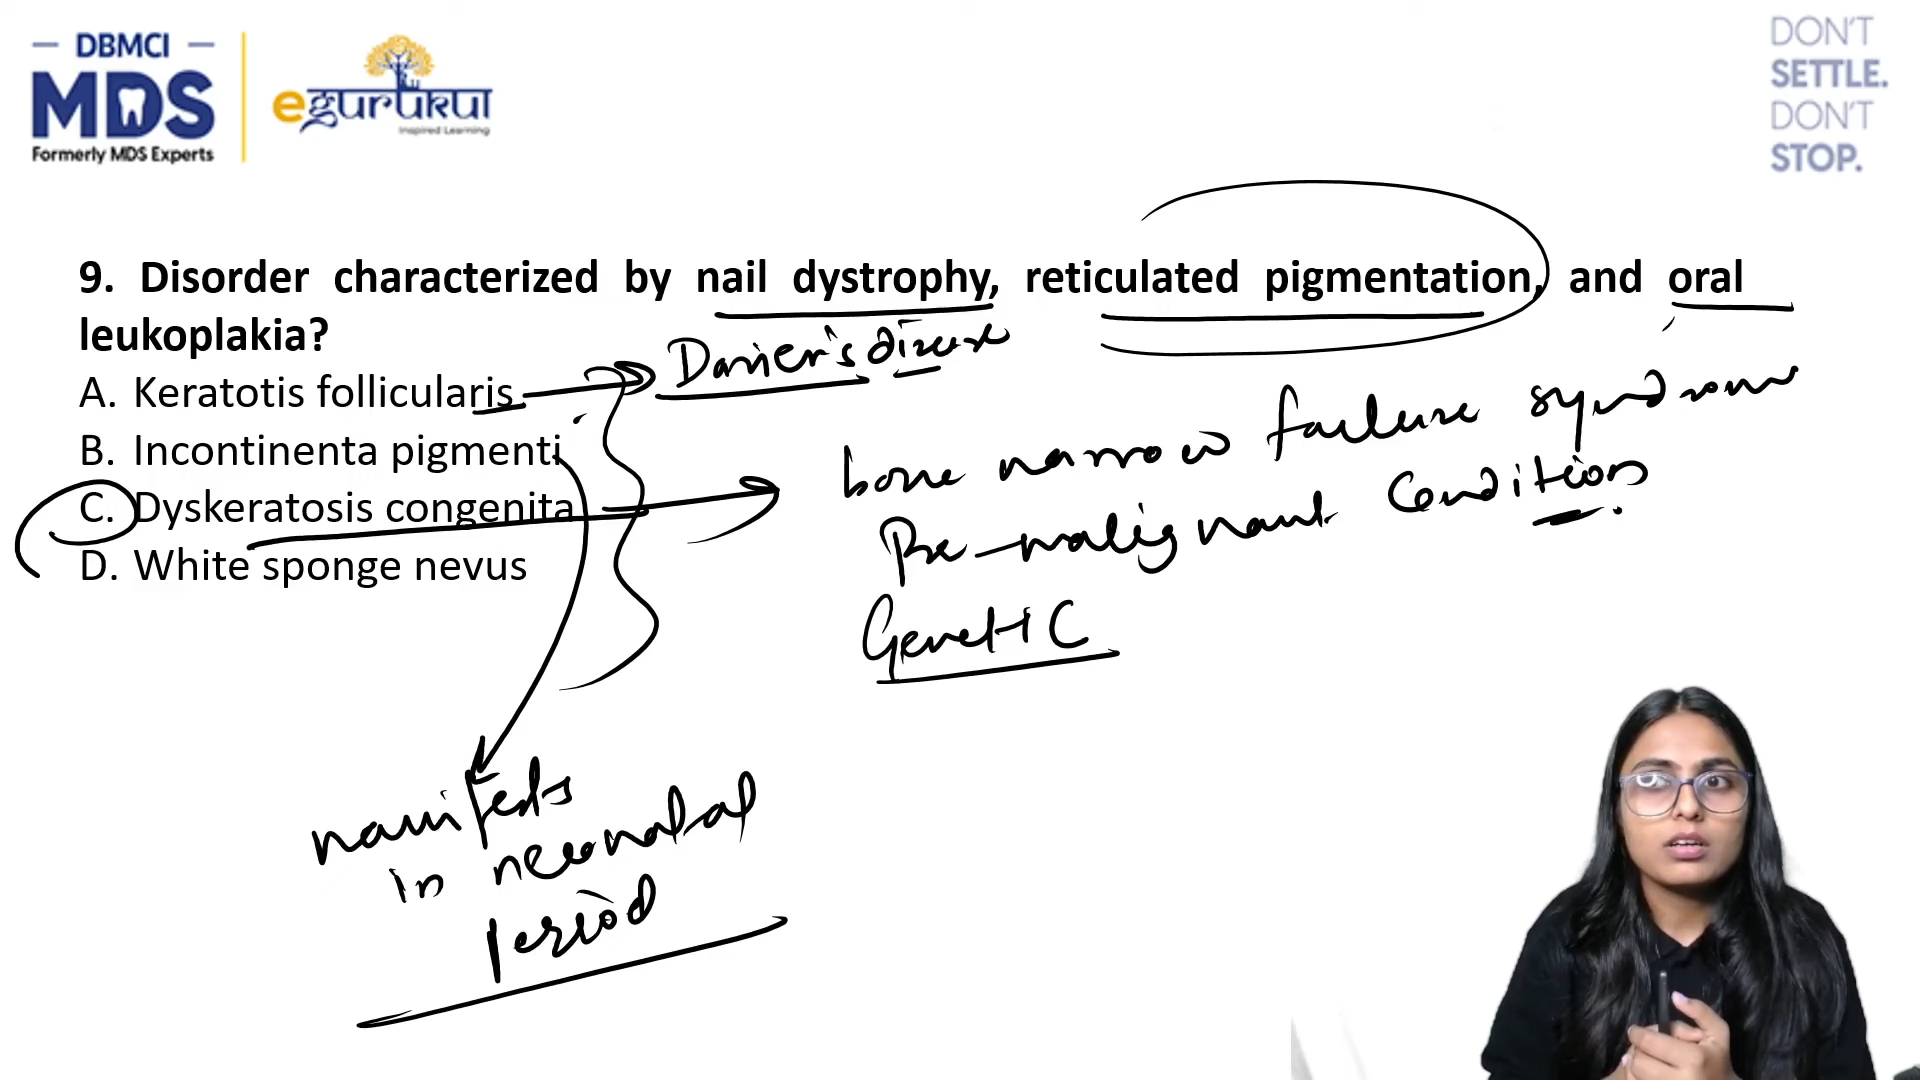 DBMCI
MDS
Formerly MDS Experts
egurukul
Inspired Learning
DON'T
SETTLE.
DON'T
STOP.
9. Disorder characterized by nail dystrophy, reticulated pigmentation, and oral
leukoplakia?
Darier's disease
A. Keratotis follicularis
B. Incontinenta pigmenti
bone marrow failure syndrome
C. Dyskeratosis congenita
Pre-malignant condition
D. White sponge nevus
Genetic
manifests
in neonatal
period